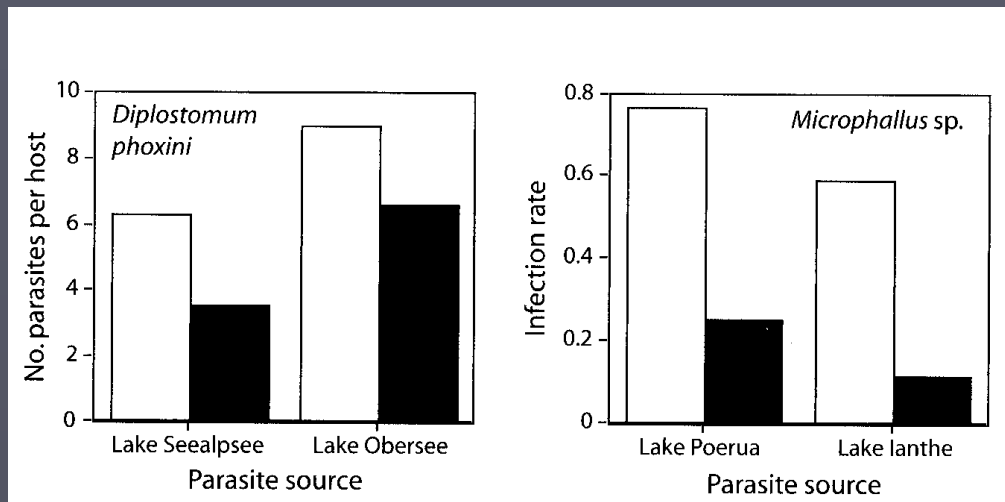 10
8
6
4
2
0
No. parasites per host
Diplostomum
phoxini
Lake Seealpsee
Lake Obersee
Parasite source
0.8
0.6
0.4
0.2
0
Infection rate
Microphallus sp.
Lake Poerua
Lake Ianthe
Parasite source